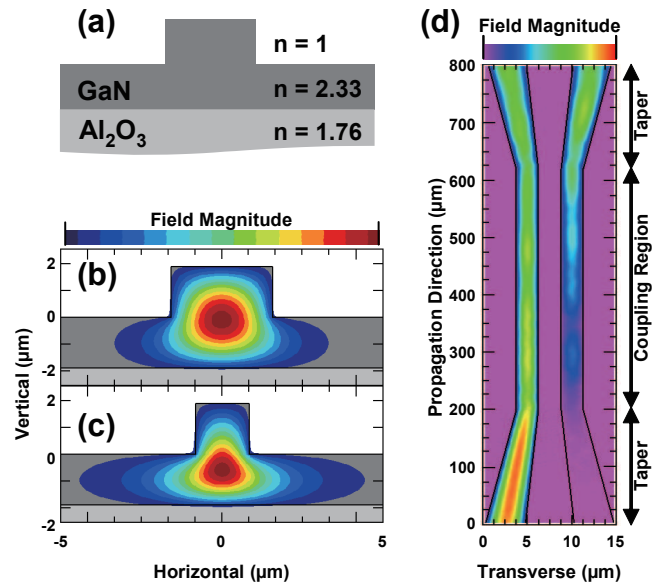 (a)
n = 1
GaN
n = 2.33
Al₂O₃
n = 1.76
Field Magnitude
(b)
2
0
-2
(c)
2
0
-2
Vertical (µm)
-5
0
5
Horizontal (µm)
(d)
Field Magnitude
800
700
600
500
400
300
200
100
0
Propagation Direction (µm)
0
5
10
15
Transverse (µm)
Taper
Coupling Region
Taper